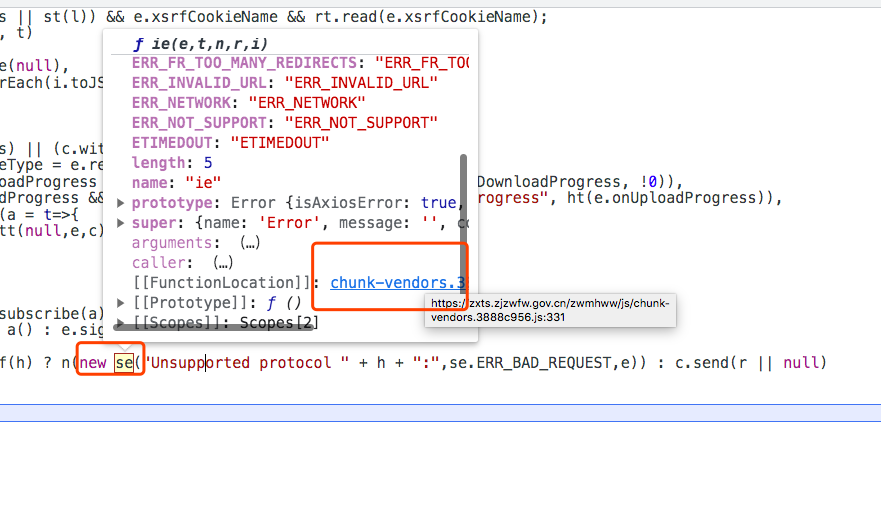 s || st(l)) && e.xsrfCookieName && rt.read(e.xsrfCookieName);
, t)
e(null),
rEach(i.toJS
s) || (c.wit
eType = e.re
oadProgress
DownloadProgress, !0)),
dProgress &&
rogress", ht(e.onUploadProgress)),
(a = t=>{
tt(null,e,c)
subscribe(a)
a() : e.sig
f(h) ? n(new se("Unsupported protocol " + h + ":",se.ERR_BAD_REQUEST,e)) : c.send(r || null)
ƒ ie(e,t,n,r,i)
ERR_FR_TOO_MANY_REDIRECTS: "ERR_FR_TOO
ERR_INVALID_URL: "ERR_INVALID_URL"
ERR_NETWORK: "ERR_NETWORK"
ERR_NOT_SUPPORT: "ERR_NOT_SUPPORT"
ETIMEDOUT: "ETIMEDOUT"
length: 5
name: "ie"
prototype: Error {isAxiosError: true,
super: {name: 'Error', message: '', co
arguments: (…)
caller: (…)
[[FunctionLocation]]: chunk-vendors.3
[[Prototype]]: ƒ ()
[[Scopes]]: Scopes[2]
https://zxts.zjzwfw.gov.cn/zwmhww/js/chunk-
vendors.3888c956.js:331